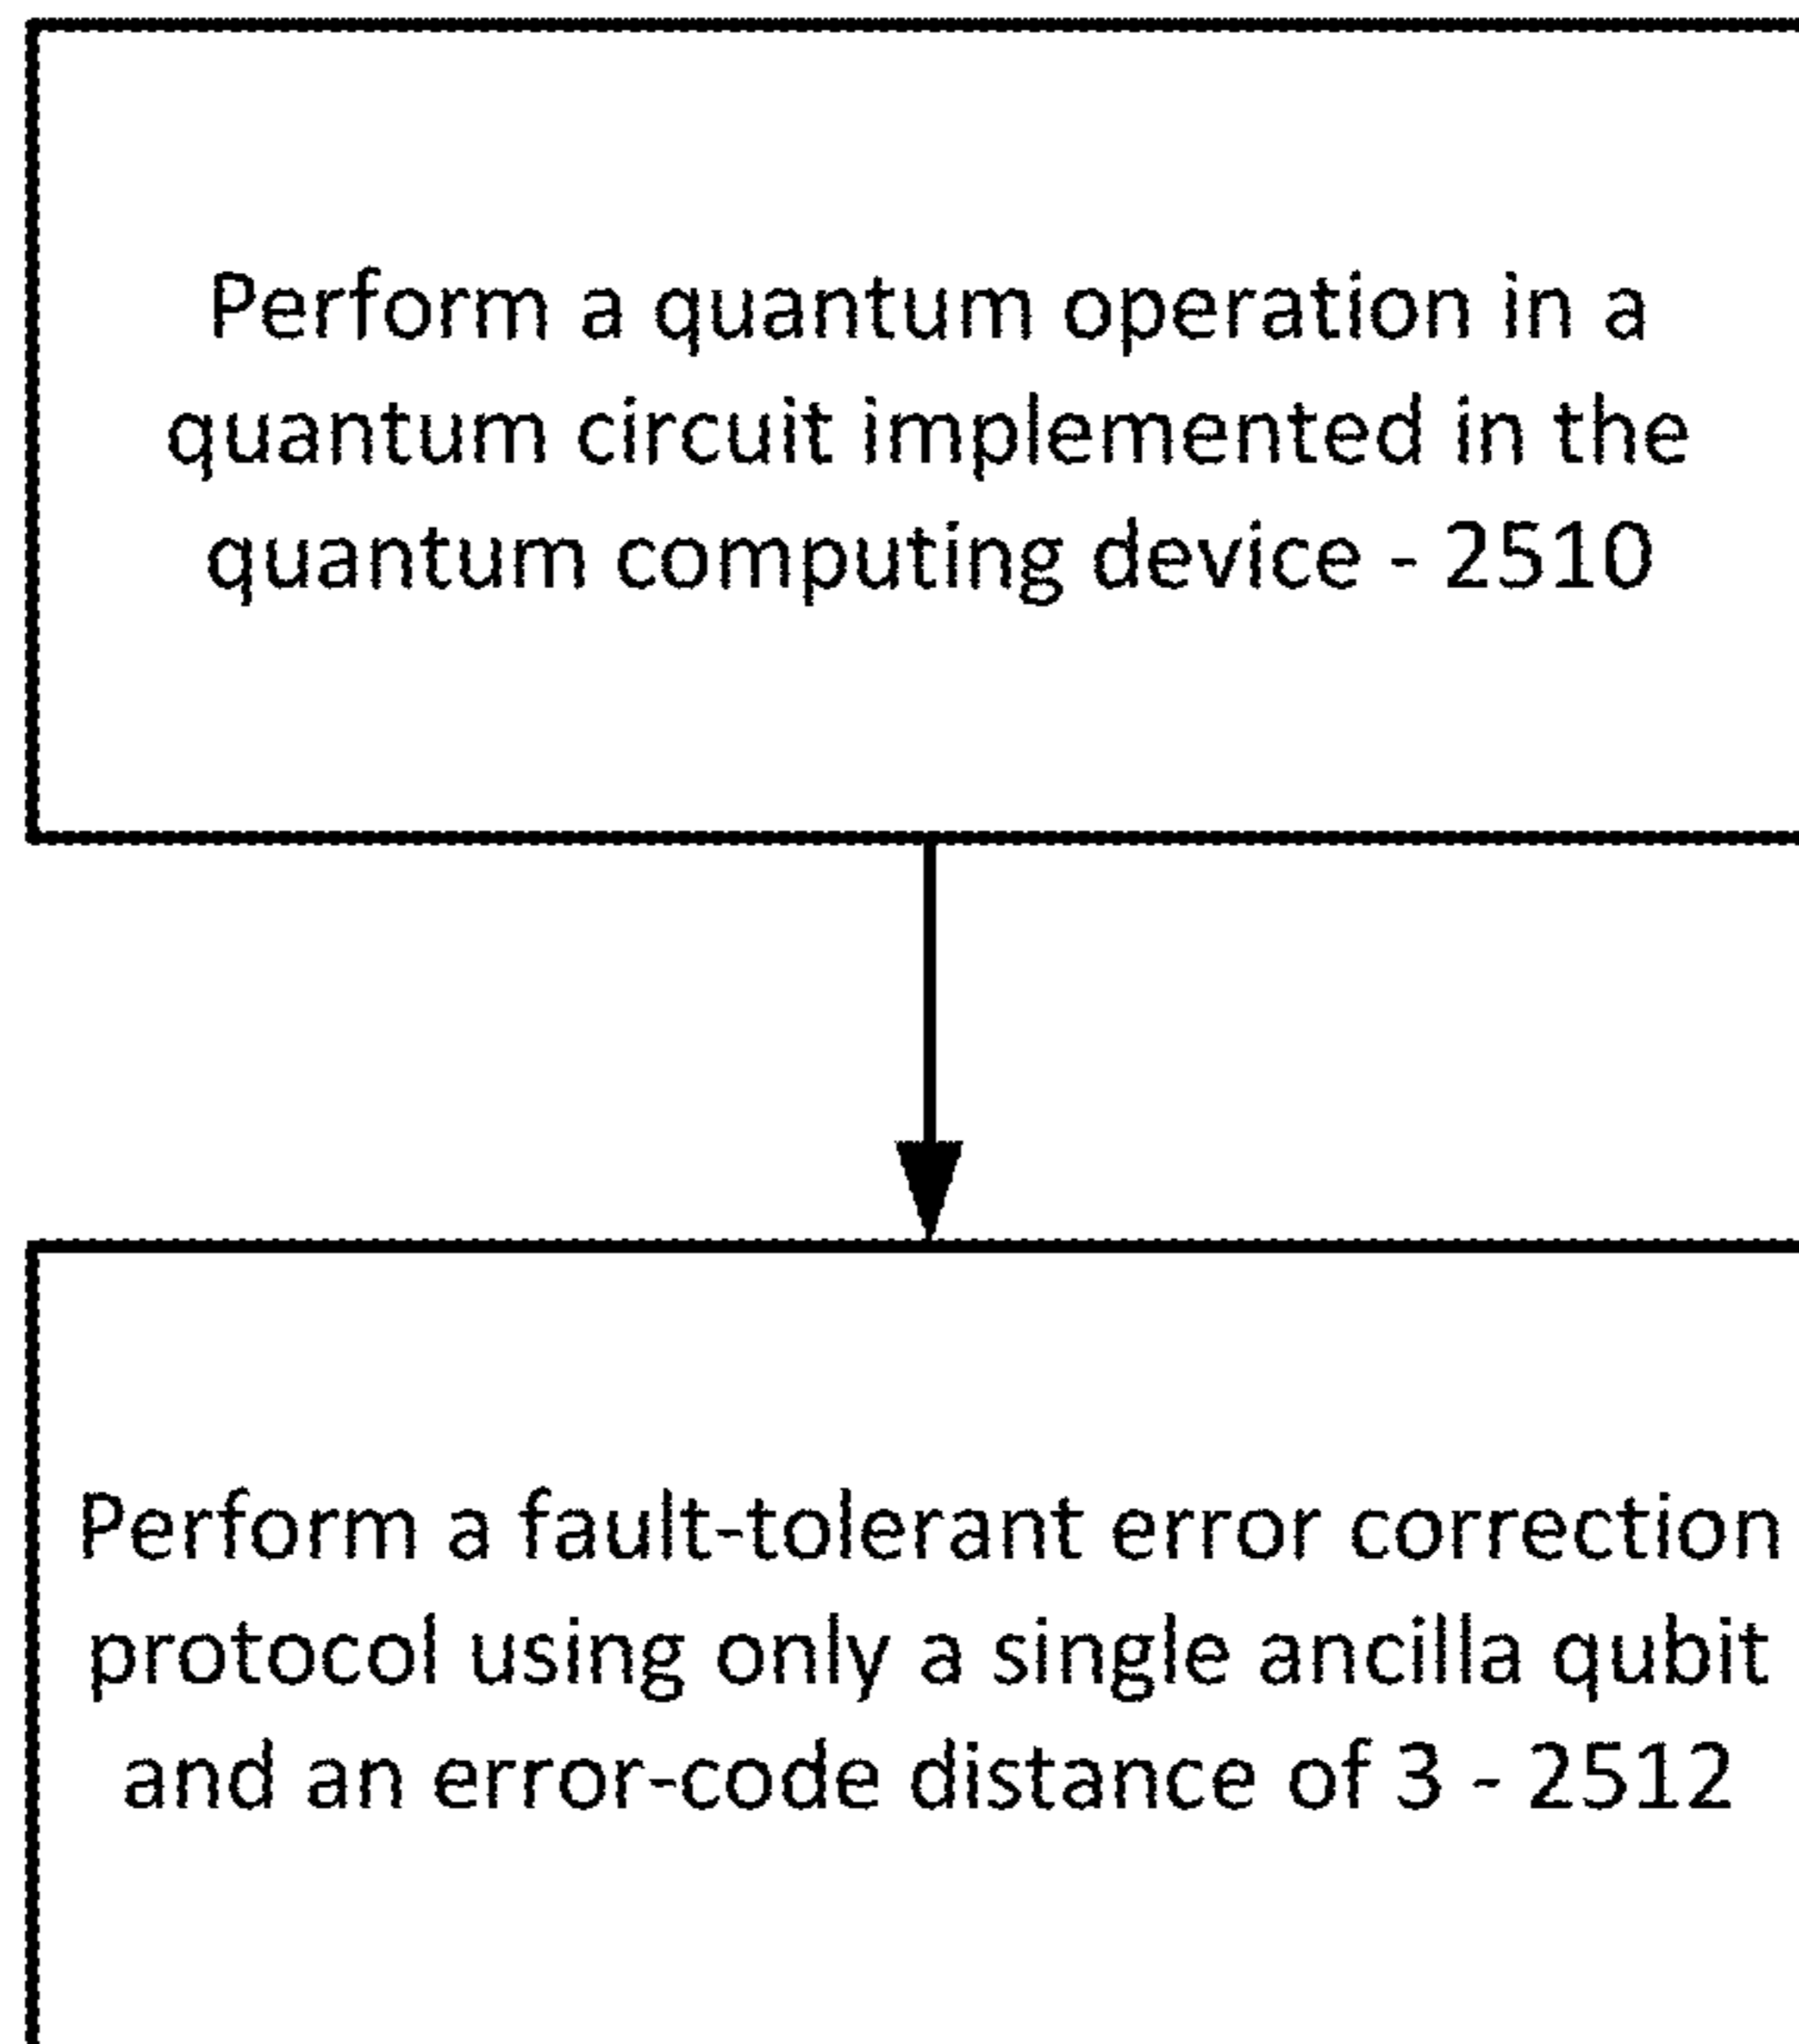 Perform a quantum operation in a
quantum circuit implemented in the
quantum computing device - 2510
Perform a fault-tolerant error correction
protocol using only a single ancilla qubit
and an error-code distance of 3 - 2512